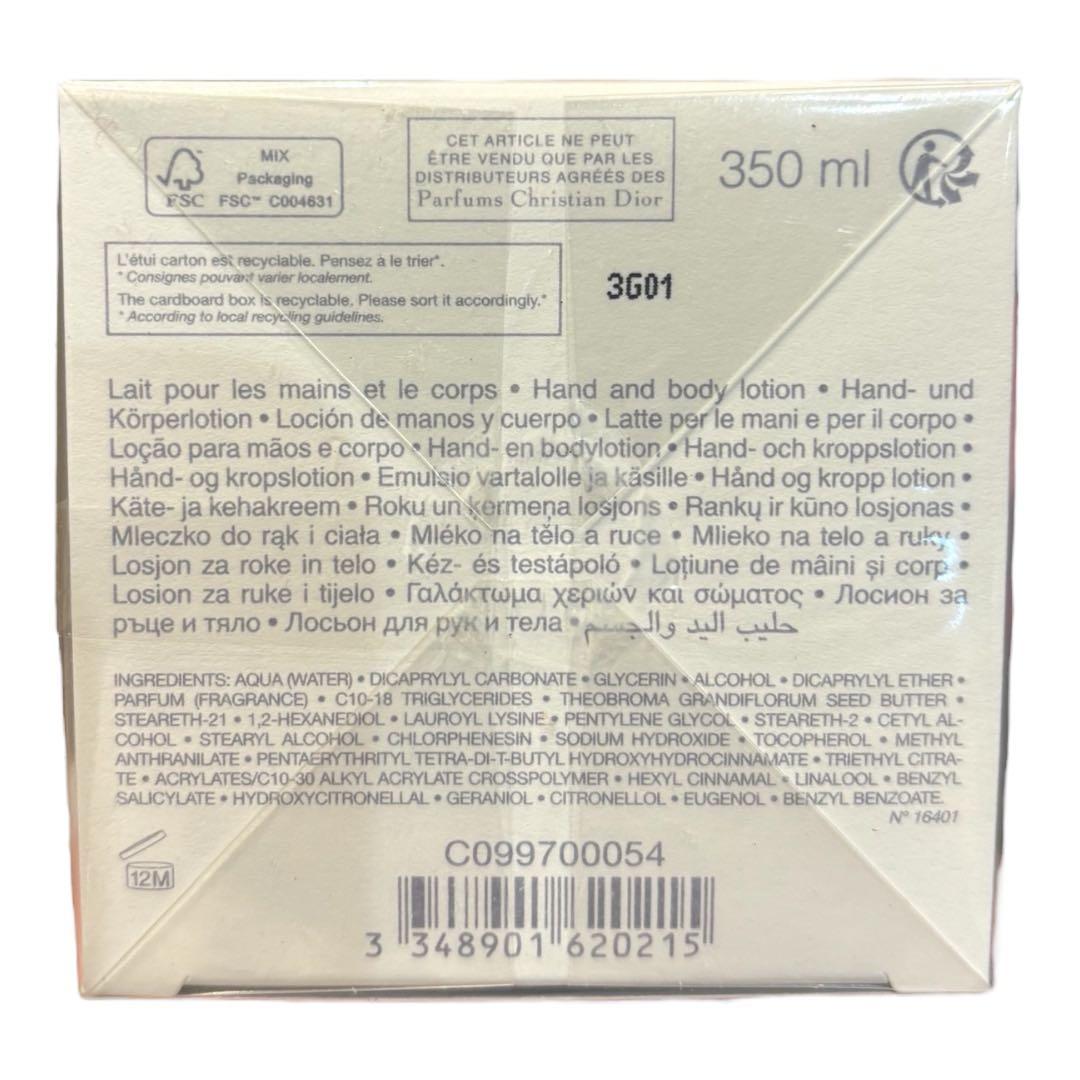 MIX
Packaging
FSC FSC™ C004631
CET ARTICLE NE PEUT
ÊTRE VENDU QUE PAR LES
DISTRIBUTEURS AGRÉÉS DES
Parfums Christian Dior
350 ml
L'étui carton est recyclable. Pensez à le trier*.
* Consignes pouvant varier localement.
The cardboard box is recyclable. Please sort it accordingly.*
* According to local recycling guidelines.
3G01
Lait pour les mains et le corps • Hand and body lotion • Hand- und
Körperlotion • Loción de manos y cuerpo • Latte per le mani e per il corpo •
Loção para mãos e corpo • Hand- en bodylotion • Hand- och kroppslotion •
Hånd- og kropslotion • Emulsio vartalolle ja käsille • Hånd og kropp lotion •
Käte- ja kehakreem • Roku un ķermeņa losjons • Rankų ir kūno losjonas •
Mleczko do rąk i ciała • Mléko na tělo a ruce • Mlieko na telo a ruky •
Losjon za roke in telo • Kéz- és testápoló • Loțiune de mâini și corp •
Losion za ruke i tijelo • Γαλάκτωμα χεριών και σώματος • Лосион за
ръце и тяло • Лосьон для рук и тела • حليب اليد والجسم
INGREDIENTS: AQUA (WATER) • DICAPRYLYL CARBONATE • GLYCERIN • ALCOHOL • DICAPRYLYL ETHER •
PARFUM (FRAGRANCE) • C10-18 TRIGLYCERIDES • THEOBROMA GRANDIFLORUM SEED BUTTER •
STEARETH-21 • 1,2-HEXANEDIOL • LAUROYL LYSINE • PENTYLENE GLYCOL • STEARETH-2 • CETYL AL-
COHOL • STEARYL ALCOHOL • CHLORPHENESIN • SODIUM HYDROXIDE • TOCOPHEROL • METHYL
ANTHRANILATE • PENTAERYTHRITYL TETRA-DI-T-BUTYL HYDROXYHYDROCINNAMATE • TRIETHYL CITRA-
TE • ACRYLATES/C10-30 ALKYL ACRYLATE CROSSPOLYMER • HEXYL CINNAMAL • LINALOOL • BENZYL
SALICYLATE • HYDROXYCITRONELLAL • GERANIOL • CITRONELLOL • EUGENOL • BENZYL BENZOATE.
N° 16401
12M
C099700054
3 348901 620215